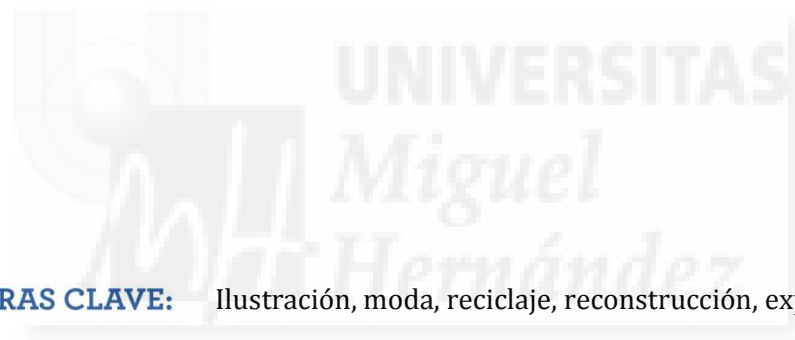 UNIVERSITAS
Miguel
Hernández
RAS CLAVE: Ilustración, moda, reciclaje, reconstrucción, ex